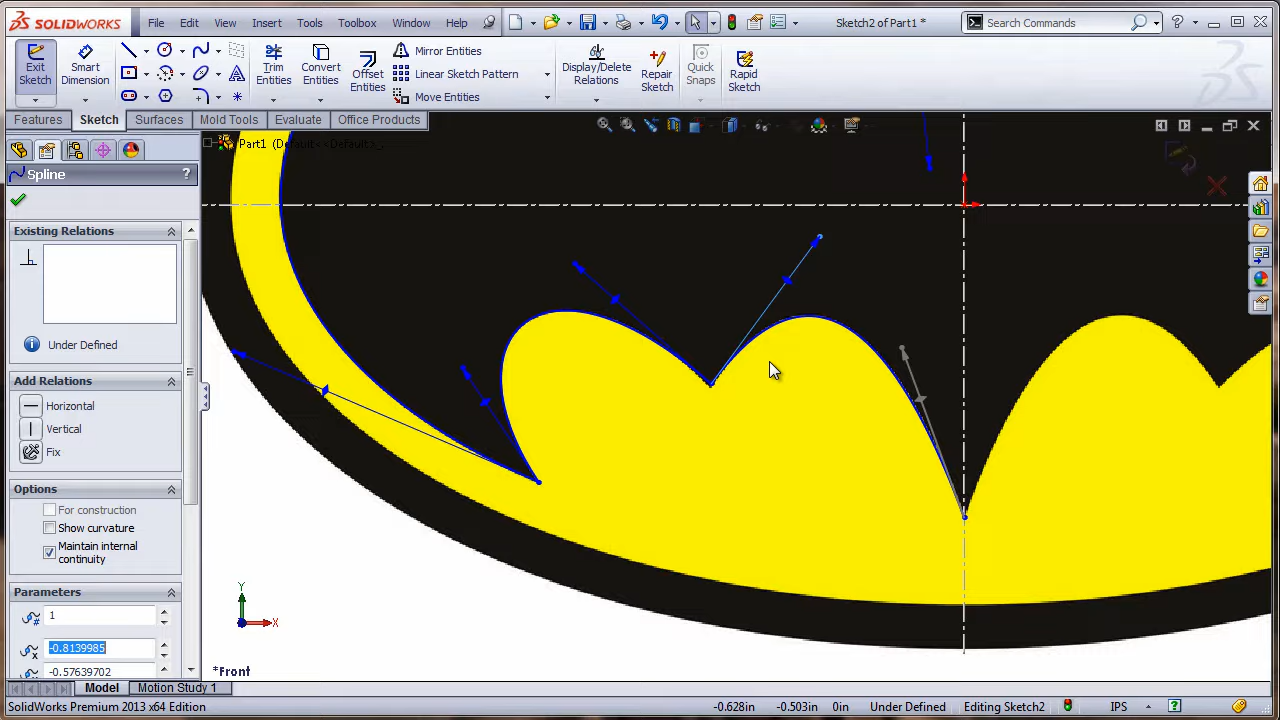 SOLIDWORKS File Edit View Insert Tools Toolbox Window Help Sketch2 of Part1 * Search Commands
Exit Sketch
Smart Dimension
Trim Entities
Convert Entities
Offset Entities
Mirror Entities
Linear Sketch Pattern
Move Entities
Display/Delete Relations
Repair Sketch
Quick Snaps
Rapid Sketch
Features Sketch Surfaces Mold Tools Evaluate Office Products
Part1 (Default<<Default>_...
Spline ?
Existing Relations
Under Defined
Add Relations
Horizontal
Vertical
Fix
Options
For construction
Show curvature
Maintain internal
continuity
Parameters
1
-0.8139985
-0.57639702
Y
X
*Front
Model Motion Study 1
SolidWorks Premium 2013 x64 Edition -0.628in -0.503in 0in Under Defined Editing Sketch2 IPS